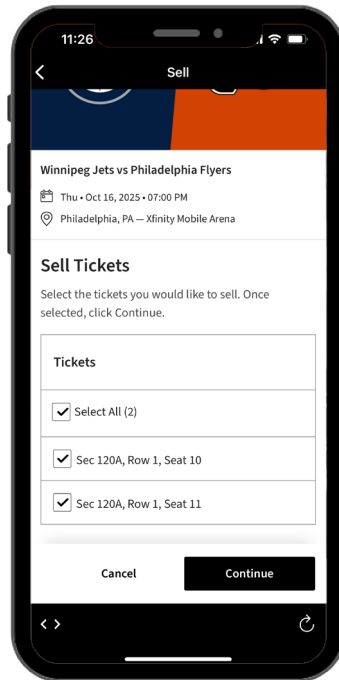 11:26
Sell
Winnipeg Jets vs Philadelphia Flyers
Thu • Oct 16, 2025 • 07:00 PM
Philadelphia, PA — Xfinity Mobile Arena
Sell Tickets
Select the tickets you would like to sell. Once
selected, click Continue.
Tickets
Select All (2)
Sec 120A, Row 1, Seat 10
Sec 120A, Row 1, Seat 11
Cancel
Continue